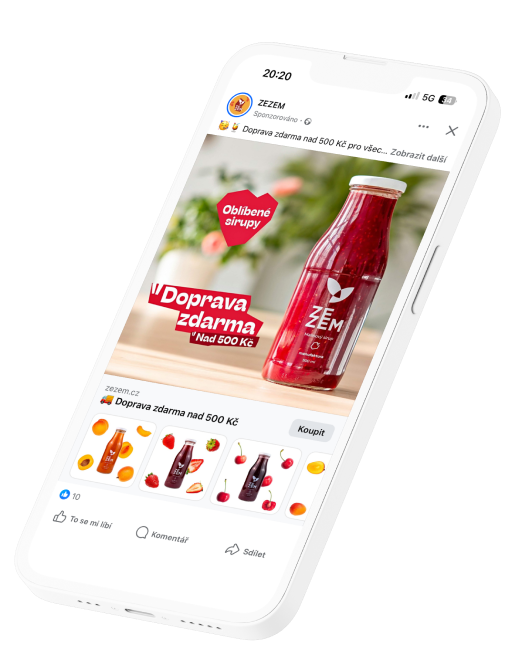 20:20
5G 34
ZEZEM
Sponzorováno
Doprava zdarma nad 500 Kč pro všec... Zobrazit další
Oblíbené
sirupy
Doprava
zdarma
Nad 500 Kč
ZE
ZEM
zezem.cz
Doprava zdarma nad 500 Kč
Koupit
10
To se mi líbí
Komentář
Sdílet